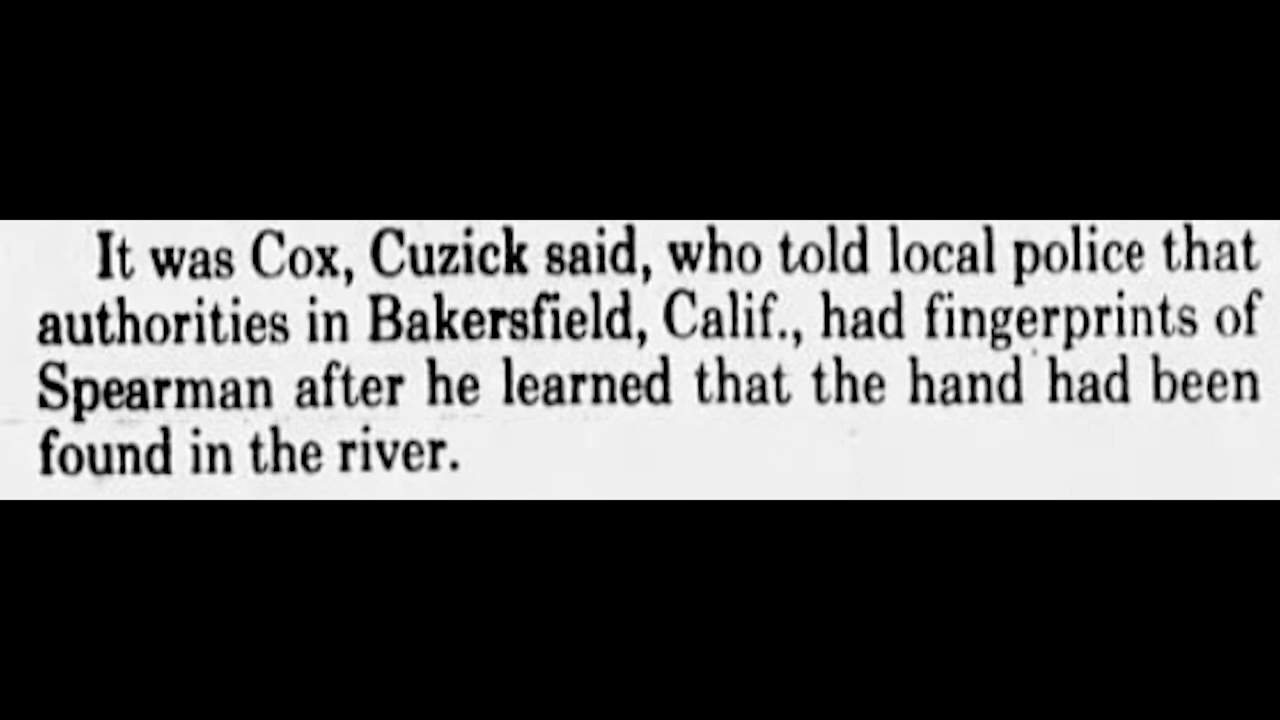 It was Cox, Cuzick said, who told local police that
authorities in Bakersfield, Calif., had fingerprints of
Spearman after he learned that the hand had been
found in the river.